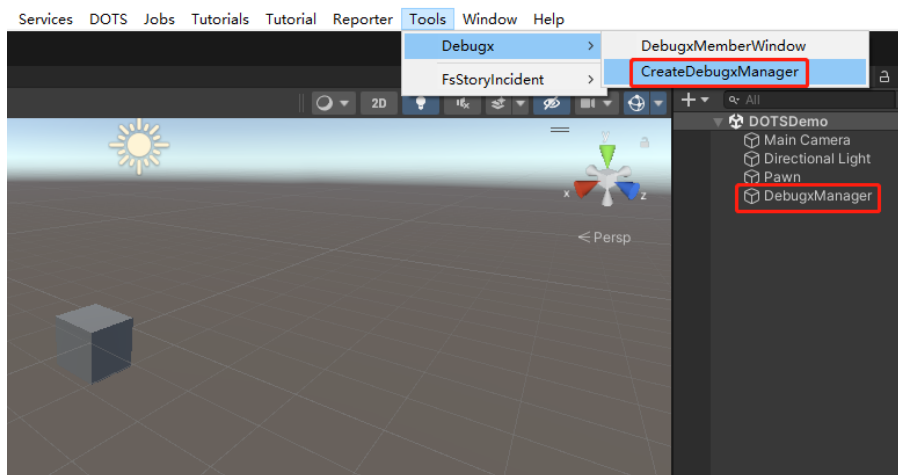 Services DOTS Jobs Tutorials Tutorial Reporter Tools Window Help
Debugx
FsStoryIncident
DebugxMemberWindow
CreateDebugxManager
2D
All
DOTSDemo
Main Camera
Directional Light
Pawn
DebugxManager
y
x
z
Persp